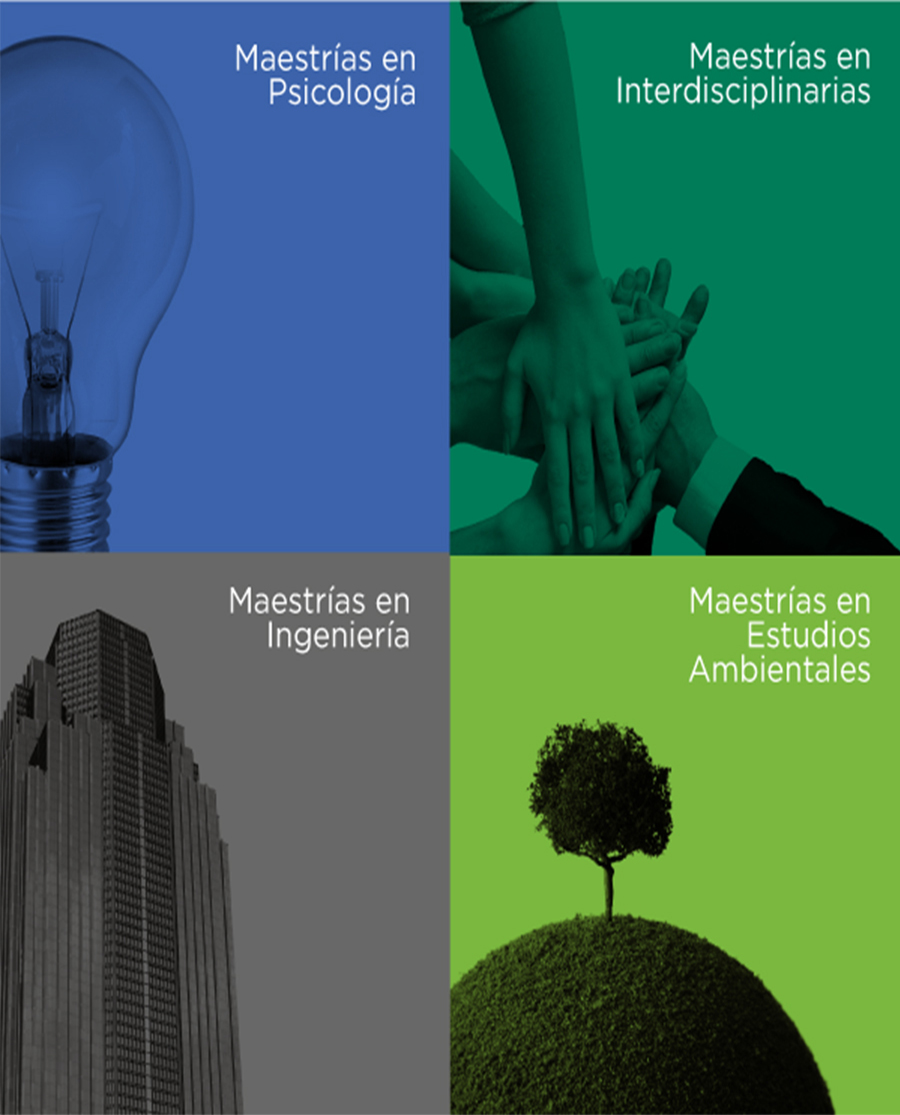 Maestrías en
Psicología
Maestrías en
Interdisciplinarias
Maestrías en
Ingeniería
Maestrías en
Estudios
Ambientales